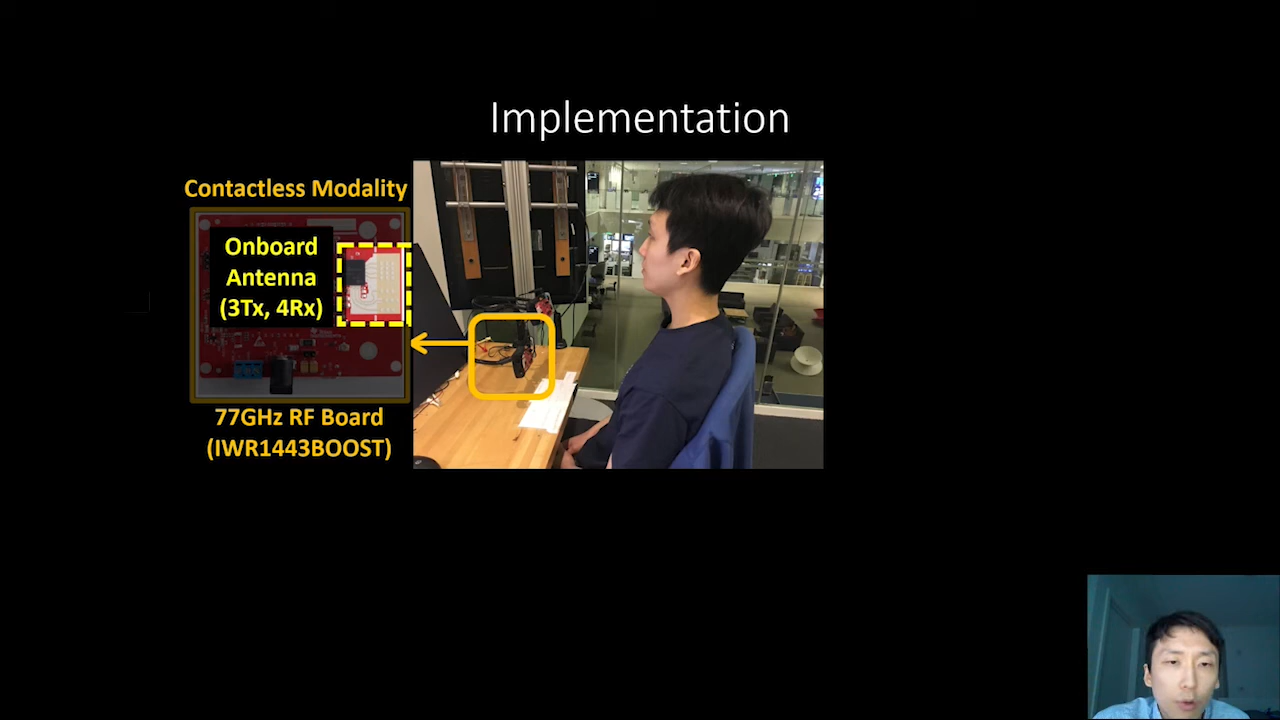 Implementation
Contactless Modality
Onboard
Antenna
(3Tx, 4Rx)
77GHz RF Board
(IWR1443BOOST)